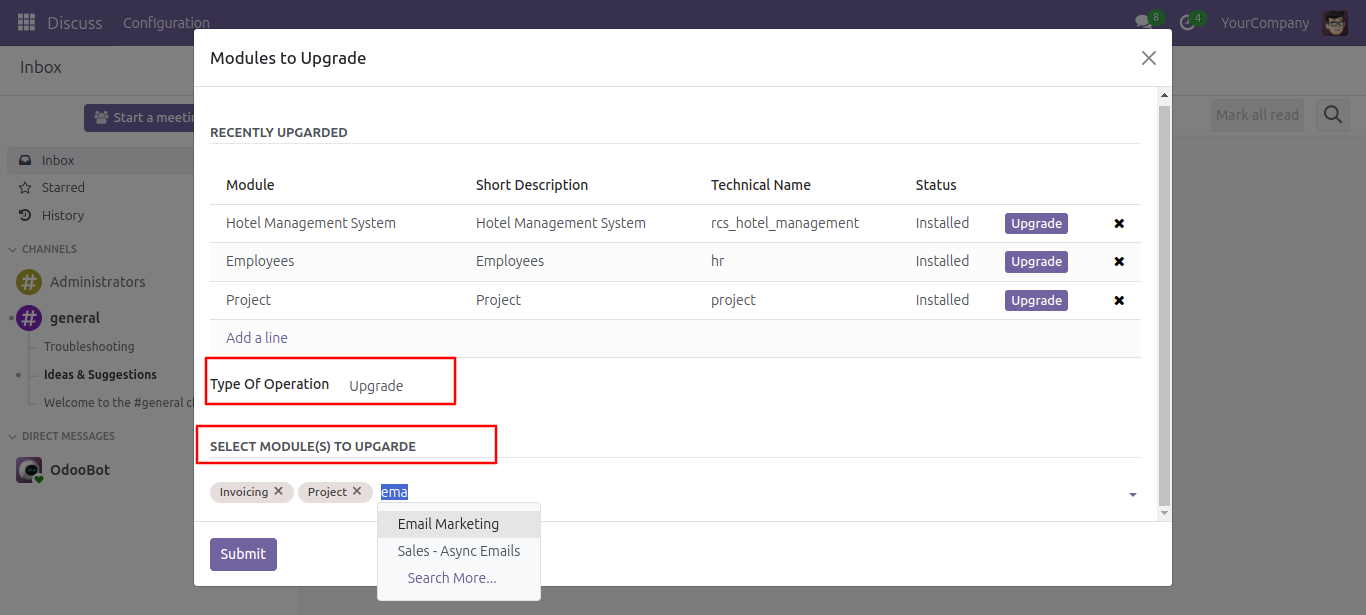 Discuss Configuration 8 4 YourCompany
Modules to Upgrade
Inbox
Start a meetin
Mark all read
RECENTLY UPGARDED
Inbox
Starred
History
CHANNELS
Administrators
general
Troubleshooting
Ideas & Suggestions
Welcome to the #general c
DIRECT MESSAGES
OdooBot
Module Short Description Technical Name Status
Hotel Management System Hotel Management System rcs_hotel_management Installed Upgrade
Employees Employees hr Installed Upgrade
Project Project project Installed Upgrade
Add a line
Type Of Operation Upgrade
SELECT MODULE(S) TO UPGARDE
Invoicing Project ema
Email Marketing
Sales - Async Emails
Search More...
Submit